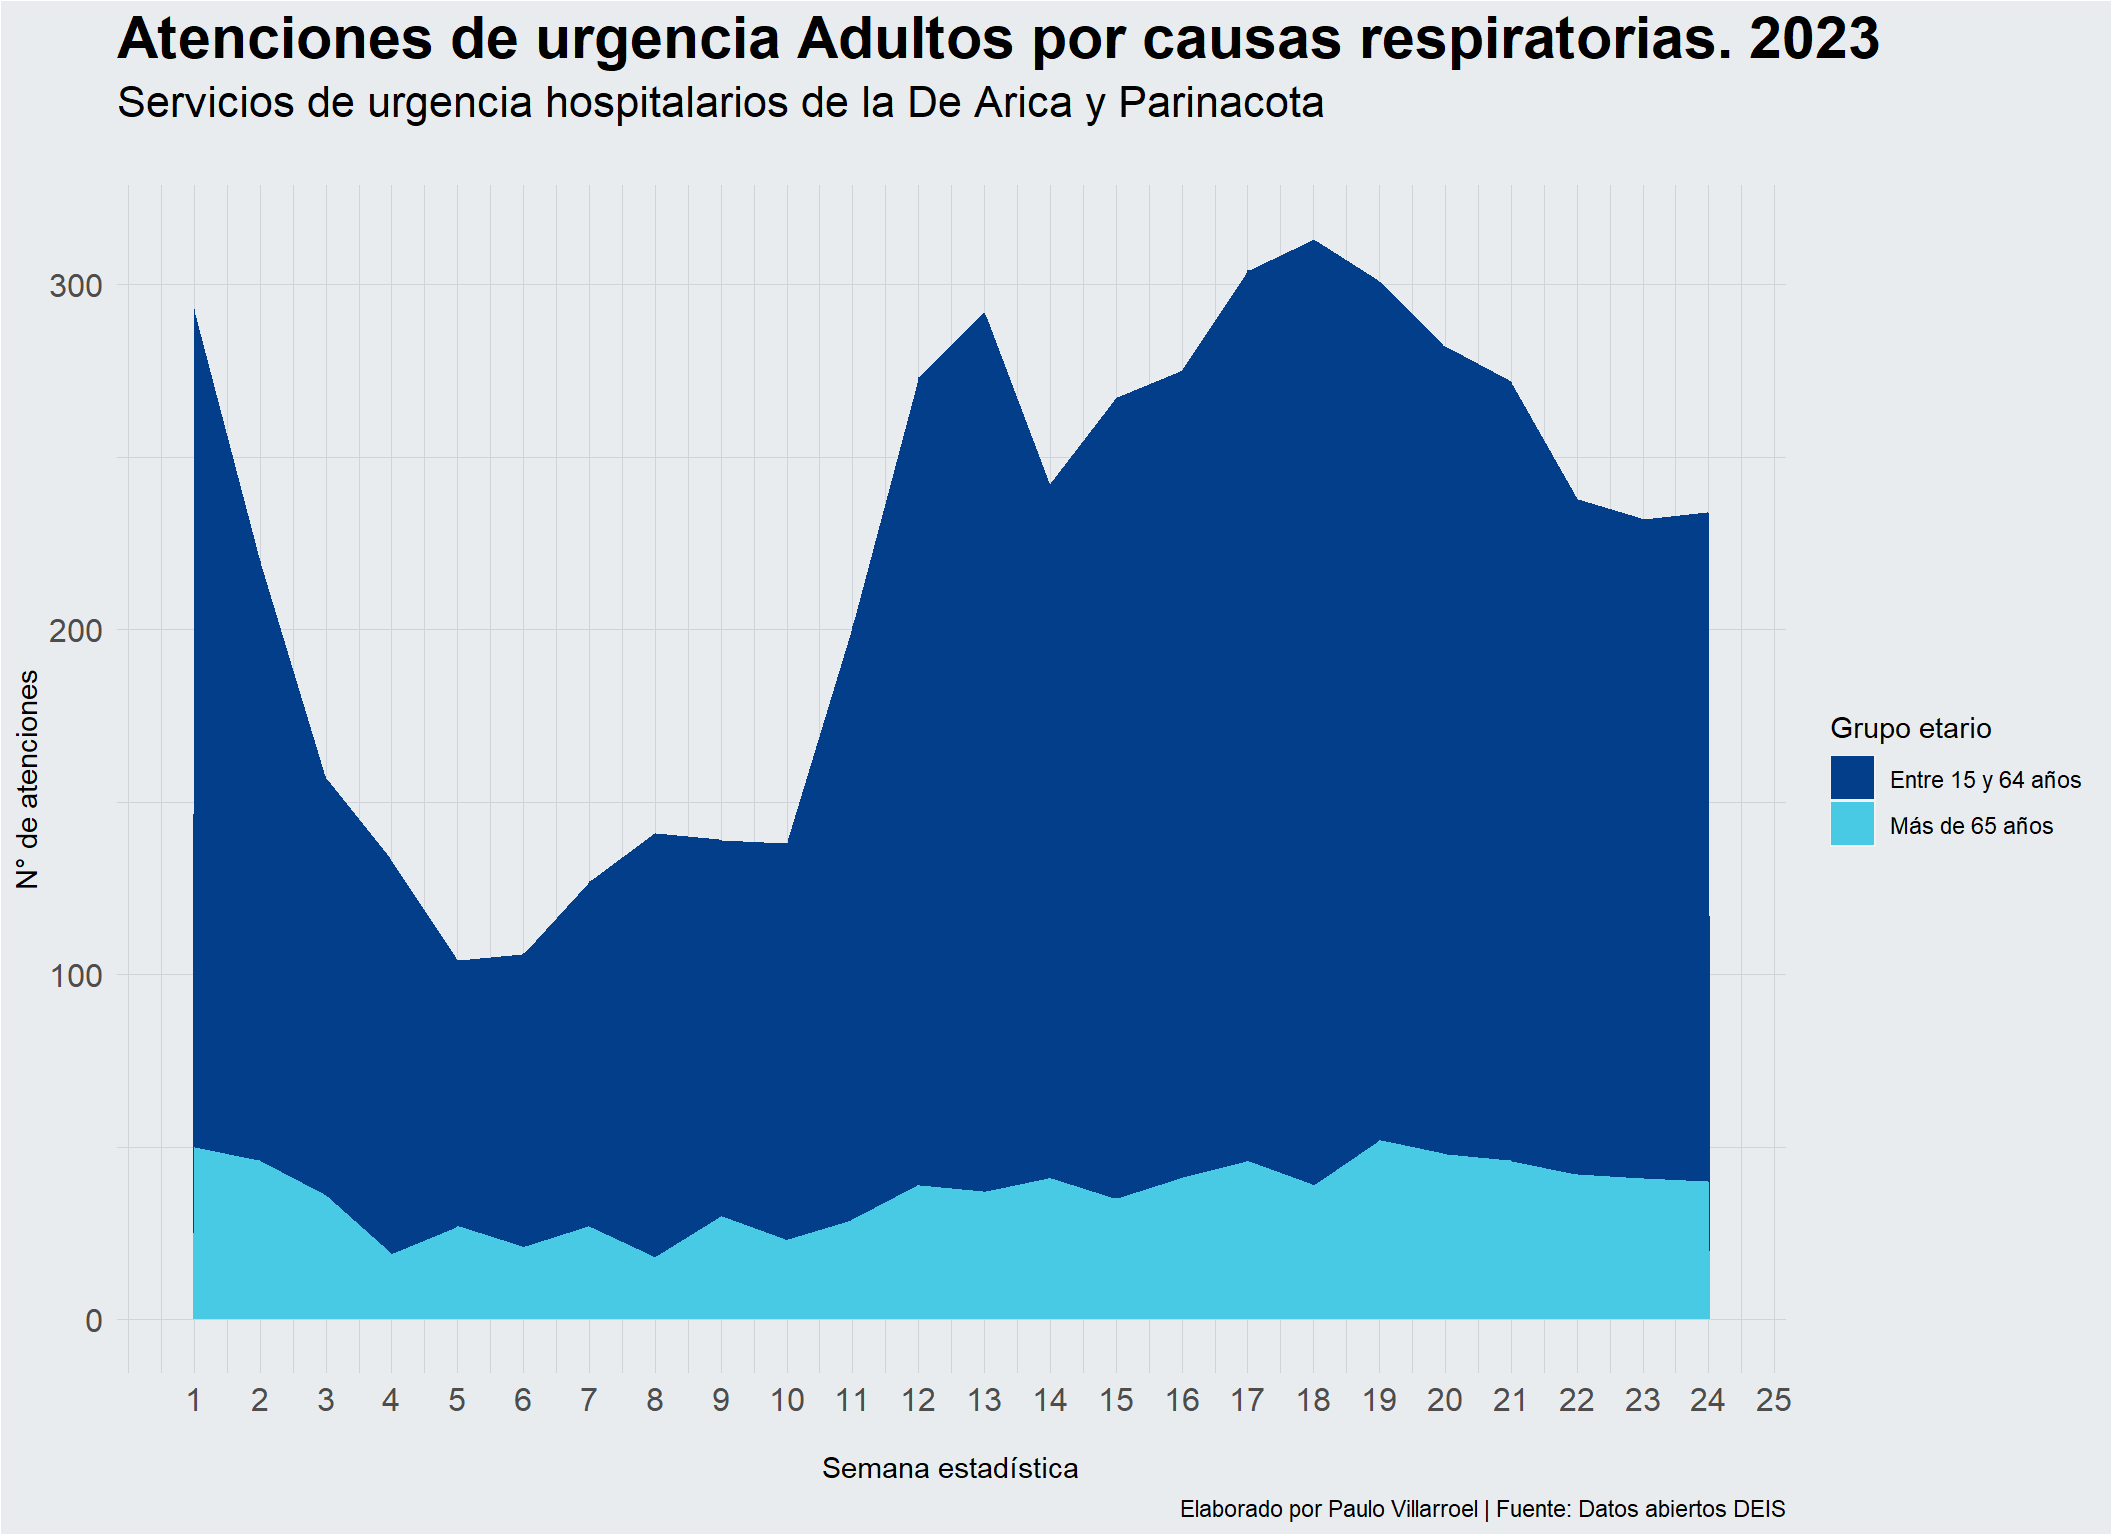 Atenciones de urgencia Adultos por causas respiratorias. 2023
Servicios de urgencia hospitalarios de la De Arica y Parinacota
300
200
100
0
N° de atenciones
1 2 3 4 5 6 7 8 9 10 11 12 13 14 15 16 17 18 19 20 21 22 23 24 25
Semana estadística
Grupo etario
Entre 15 y 64 años
Más de 65 años
Elaborado por Paulo Villarroel | Fuente: Datos abiertos DEIS